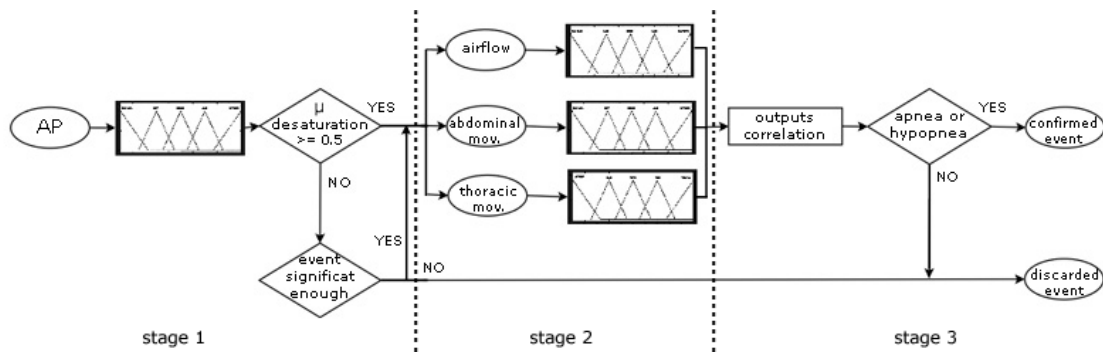 AP
μ
desaturation
>= 0.5
YES
NO
event
significat
enough
YES
NO
airflow
abdominal
mov.
thoracic
mov.
outputs
correlation
apnea or
hypopnea
YES
NO
confirmed
event
discarded
event
stage 1
stage 2
stage 3